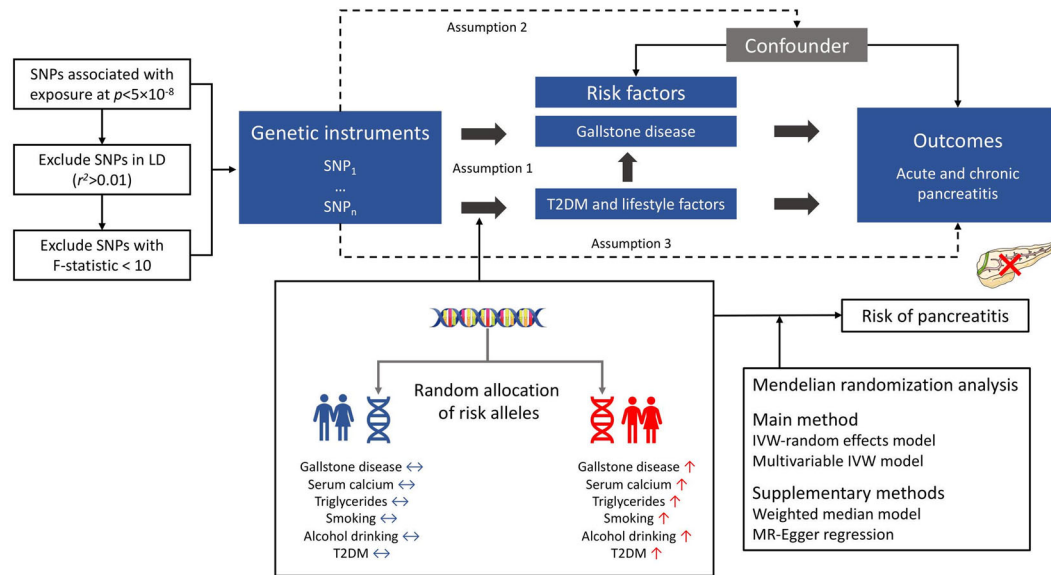 Assumption 2
Confounder
SNPs associated with
exposure at p<5×10⁻⁸
Exclude SNPs in LD
(r²>0.01)
Exclude SNPs with
F-statistic < 10
Genetic instruments
SNP₁
...
SNPₙ
Assumption 1
Risk factors
Gallstone disease
T2DM and lifestyle factors
Outcomes
Acute and chronic
pancreatitis
Assumption 3
Random allocation
of risk alleles
Gallstone disease ↔
Serum calcium ↔
Triglycerides ↔
Smoking ↔
Alcohol drinking ↔
T2DM ↔
Gallstone disease ↑
Serum calcium ↑
Triglycerides ↑
Smoking ↑
Alcohol drinking ↑
T2DM ↑
Risk of pancreatitis
Mendelian randomization analysis
Main method
IVW-random effects model
Multivariable IVW model
Supplementary methods
Weighted median model
MR-Egger regression